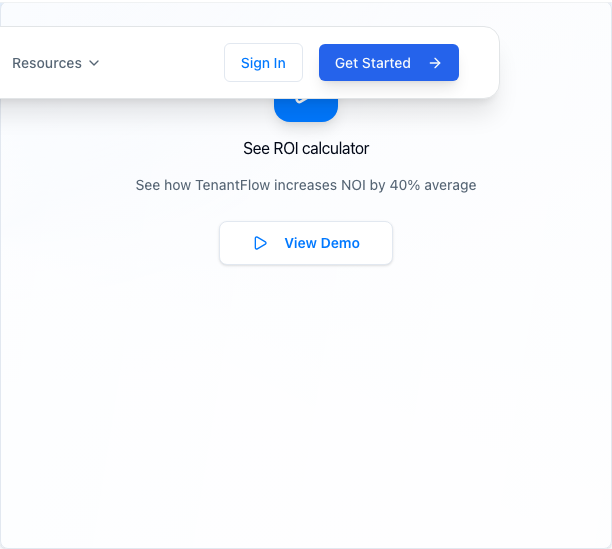 Resources
Sign In
Get Started
See ROI calculator
See how TenantFlow increases NOI by 40% average
View Demo